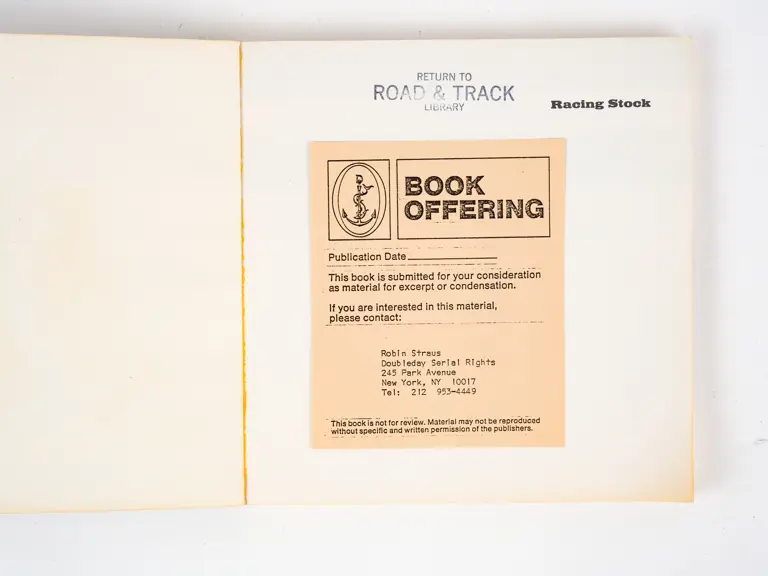 RETURN TO
ROAD & TRACK
LIBRARY
Racing Stock
BOOK
OFFERING
Publication Date
This book is submitted for your consideration
as material for excerpt or condensation.
If you are interested in this material,
please contact:
Robin Straus
Doubleday Serial Rights
245 Park Avenue
New York, NY 10017
Tel: 212 953-4449
This book is not for review. Material may not be reproduced
without specific and written permission of the publishers.